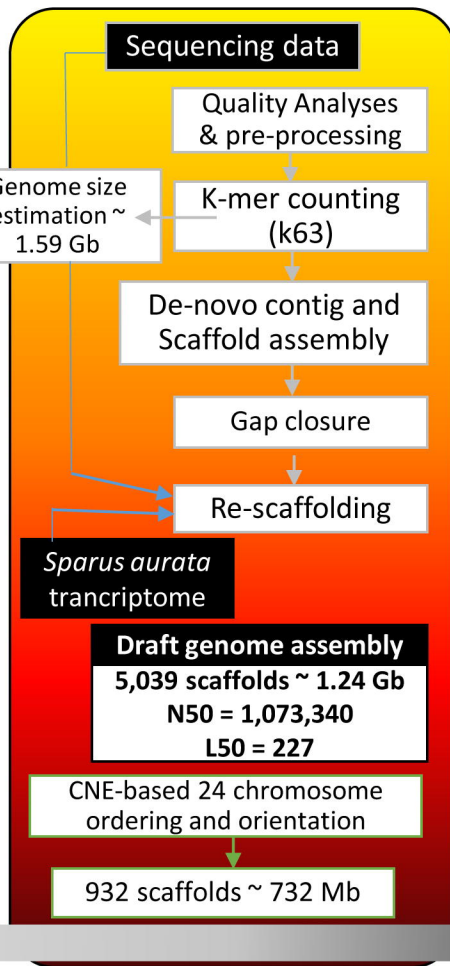 Sequencing data
Quality Analyses
& pre-processing
K-mer counting
(k63)
Genome size
estimation ~
1.59 Gb
De-novo contig and
Scaffold assembly
Gap closure
Re-scaffolding
Sparus aurata
trancriptome
Draft genome assembly
5,039 scaffolds ~ 1.24 Gb
N50 = 1,073,340
L50 = 227
CNE-based 24 chromosome
ordering and orientation
932 scaffolds ~ 732 Mb